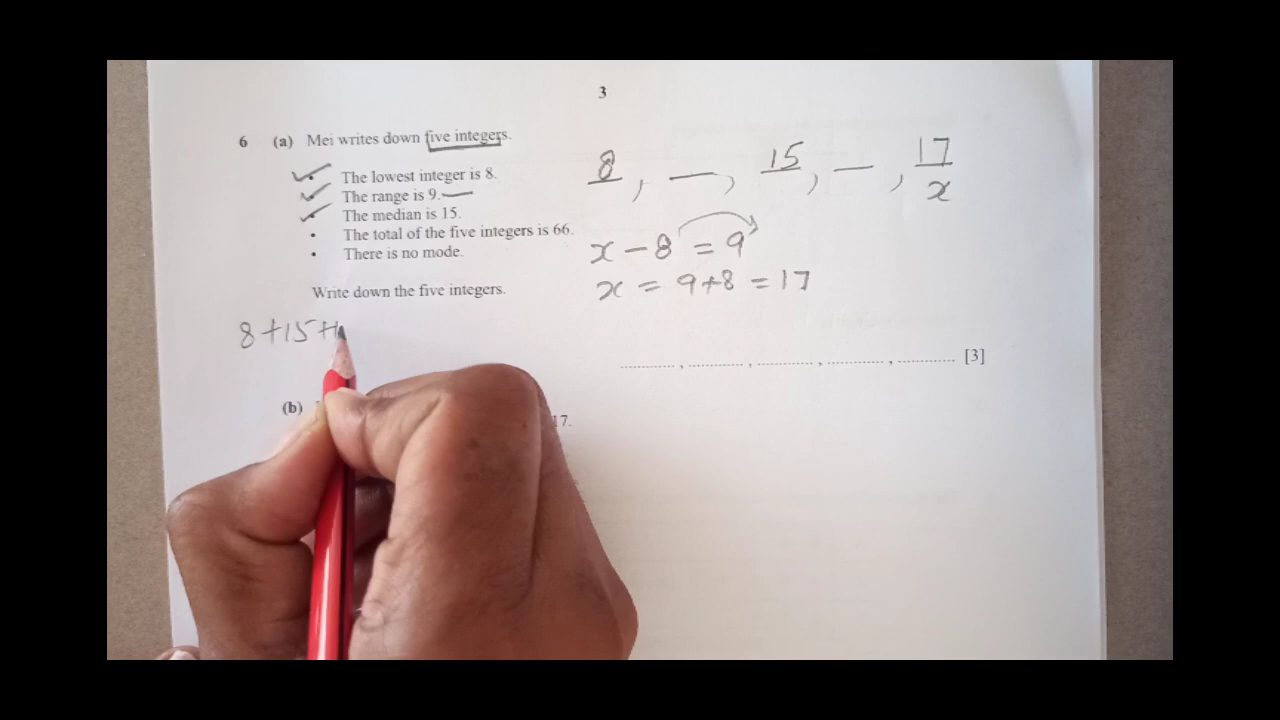 3
6 (a) Mei writes down five integers.
• The lowest integer is 8.
• The range is 9.
• The median is 15.
• The total of the five integers is 66.
• There is no mode.
Write down the five integers.
8, __, 15, __, 17
x
x - 8 = 9
x = 9+8 = 17
8 +15 +
.............. , .............. , .............. , .............. , .............. [3]
(b)
17.